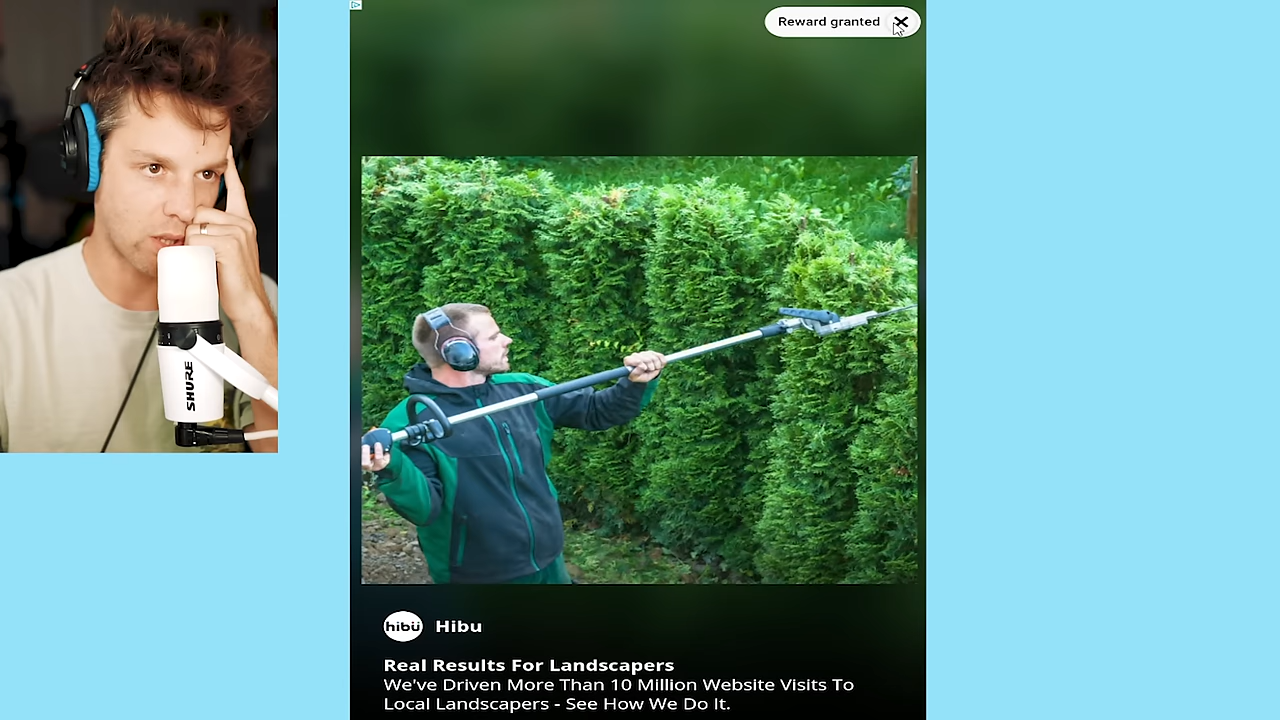 Reward granted
SHURE
hibu
Hibu
Real Results For Landscapers
We've Driven More Than 10 Million Website Visits To
Local Landscapers - See How We Do It.